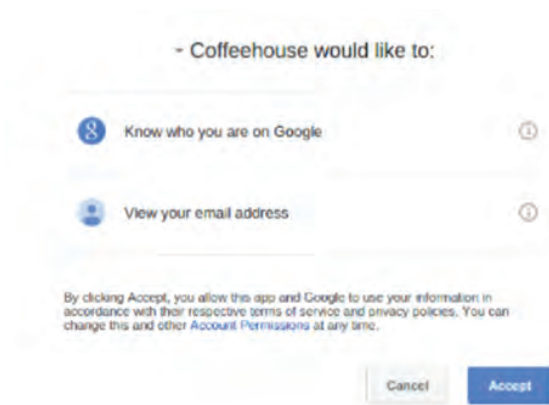 - Coffeehouse would like to:
8 Know who you are on Google
View your email address
By clicking Accept, you allow this app and Google to use your information in
accordance with their respective terms of service and privacy policies. You can
change this and other Account Permissions at any time.
Cancel Accept